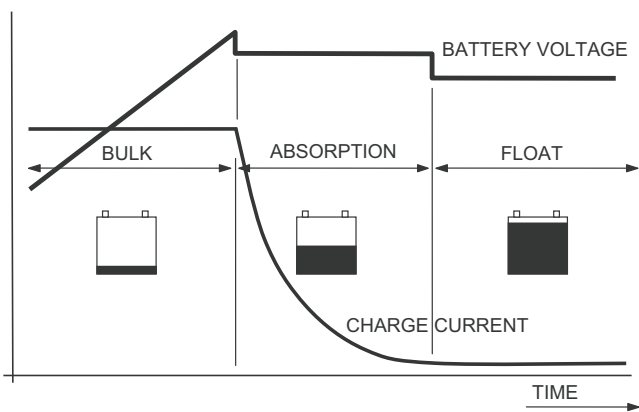 BATTERY VOLTAGE
BULK
ABSORPTION
FLOAT
CHARGE CURRENT
TIME